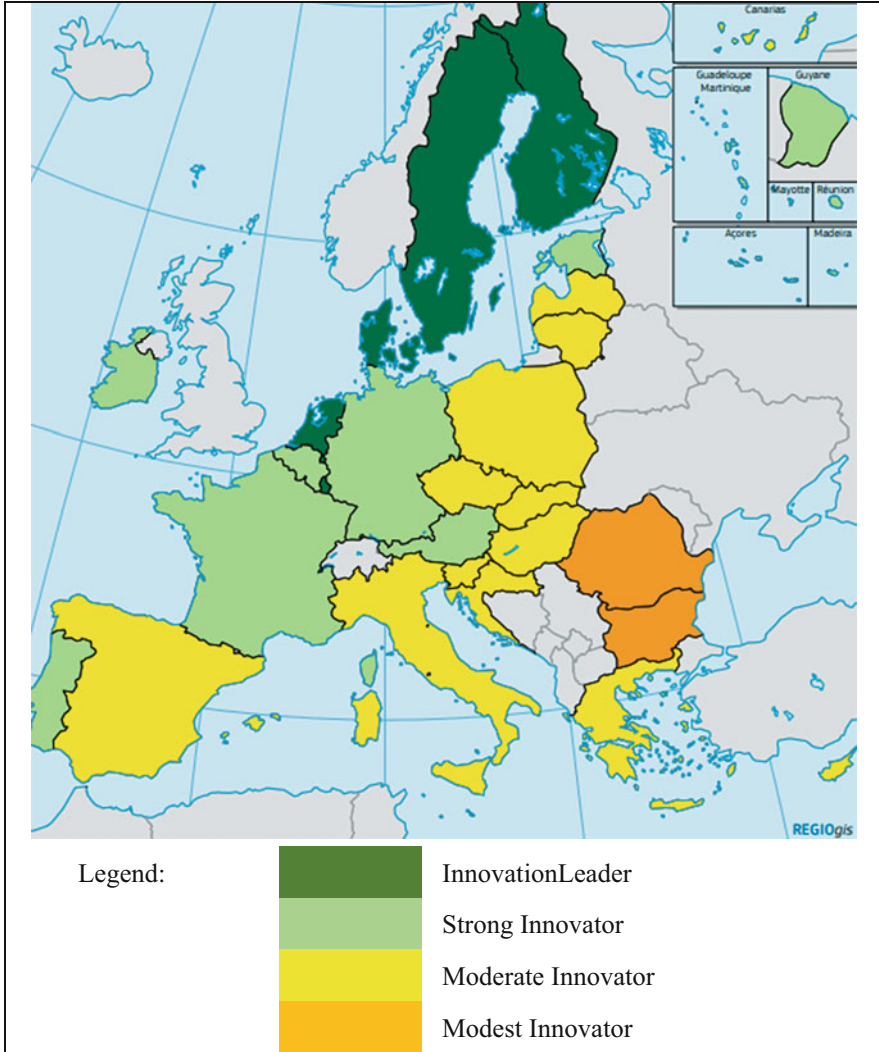 Canarias
Guadeloupe
Martinique
Guyane
Mayotte
Réunion
Açores
Madeira
REGIOgis
Legend:
InnovationLeader
Strong Innovator
Moderate Innovator
Modest Innovator